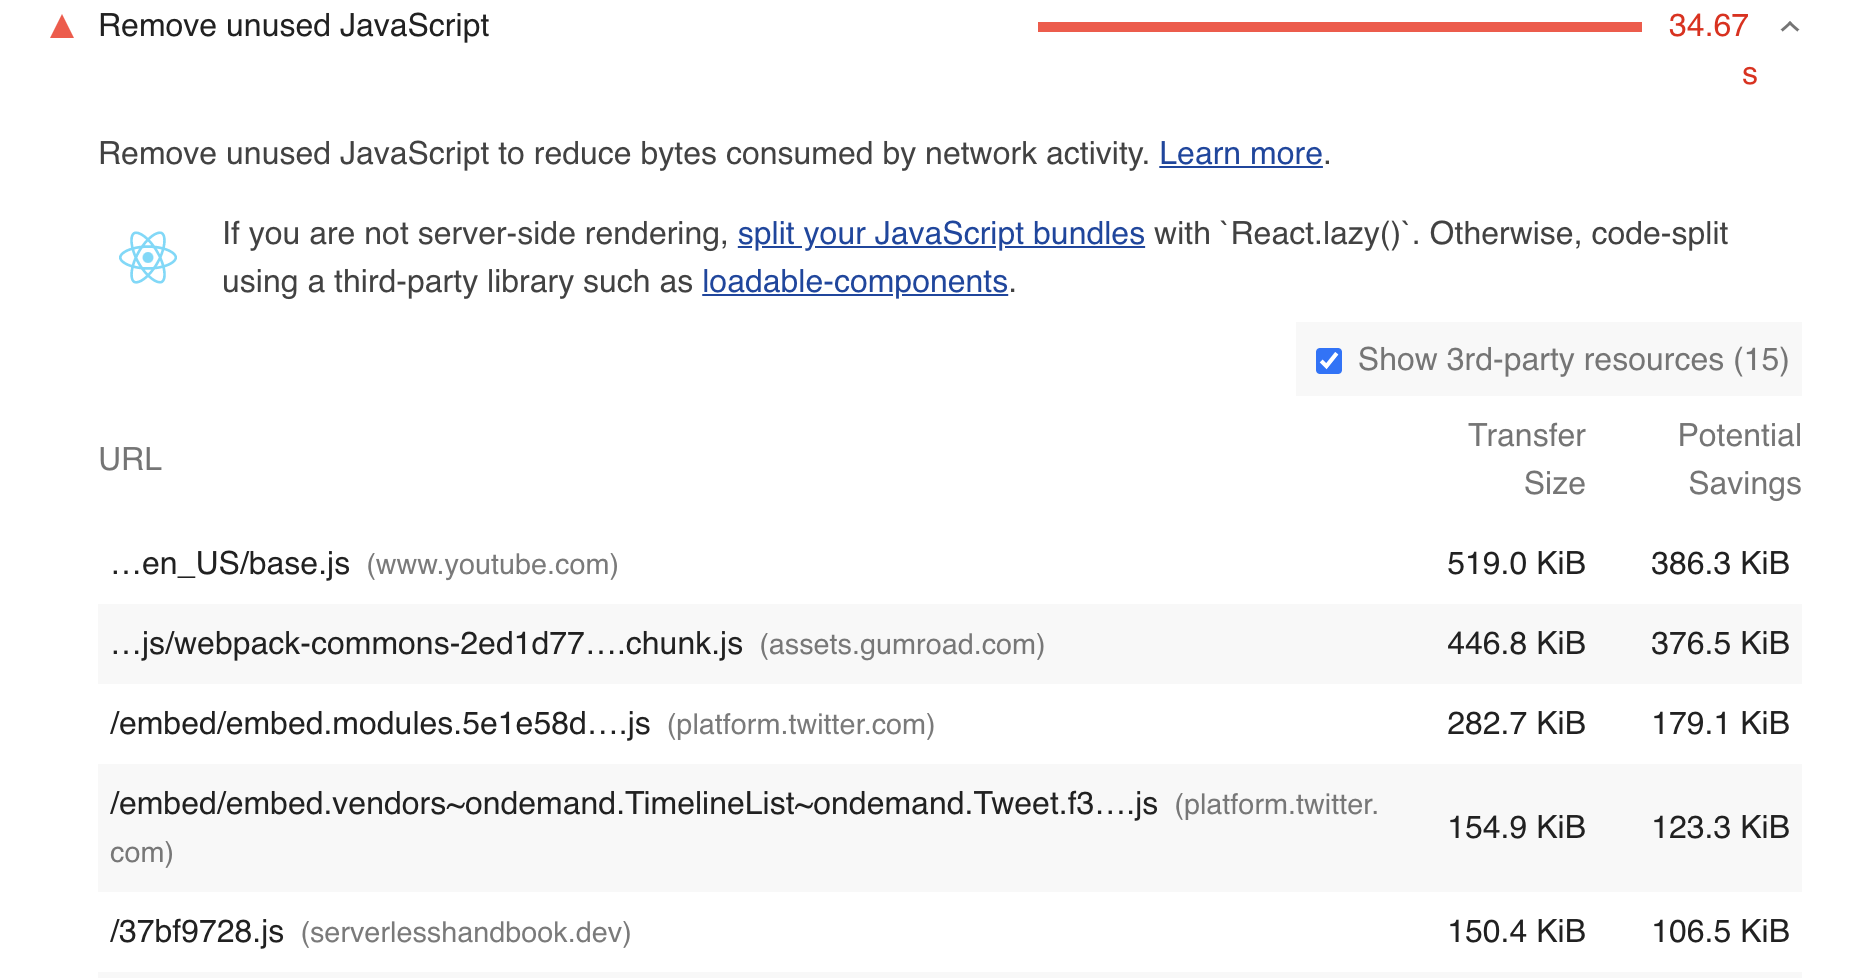 Remove unused JavaScript
34.67
s
Remove unused JavaScript to reduce bytes consumed by network activity. Learn more.
If you are not server-side rendering, split your JavaScript bundles with `React.lazy()`. Otherwise, code-split
using a third-party library such as loadable-components.
Show 3rd-party resources (15)
URL
Transfer
Size
Potential
Savings
…en_US/base.js (www.youtube.com) 519.0 KiB 386.3 KiB
…js/webpack-commons-2ed1d77….chunk.js (assets.gumroad.com) 446.8 KiB 376.5 KiB
/embed/embed.modules.5e1e58d….js (platform.twitter.com) 282.7 KiB 179.1 KiB
/embed/embed.vendors~ondemand.TimelineList~ondemand.Tweet.f3….js (platform.twitter.
com)
154.9 KiB 123.3 KiB
/37bf9728.js (serverlesshandbook.dev) 150.4 KiB 106.5 KiB